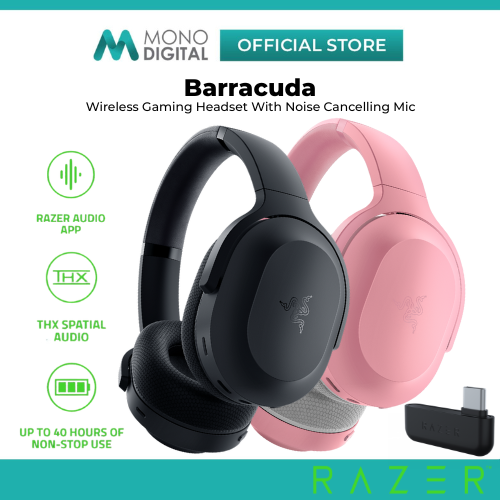 MONO
DIGITAL
OFFICIAL STORE
Barracuda
Wireless Gaming Headset With Noise Cancelling Mic
RAZER AUDIO
APP
THX
THX SPATIAL
AUDIO
UP TO 40 HOURS OF
NON-STOP USE
RAZER
RAZER